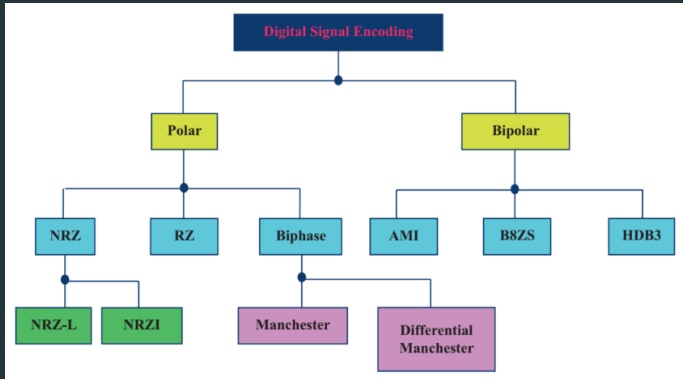 Digital Signal Encoding
Polar
Bipolar
NRZ
RZ
Biphase
AMI
B8ZS
HDB3
NRZ-L
NRZI
Manchester
Differential
Manchester